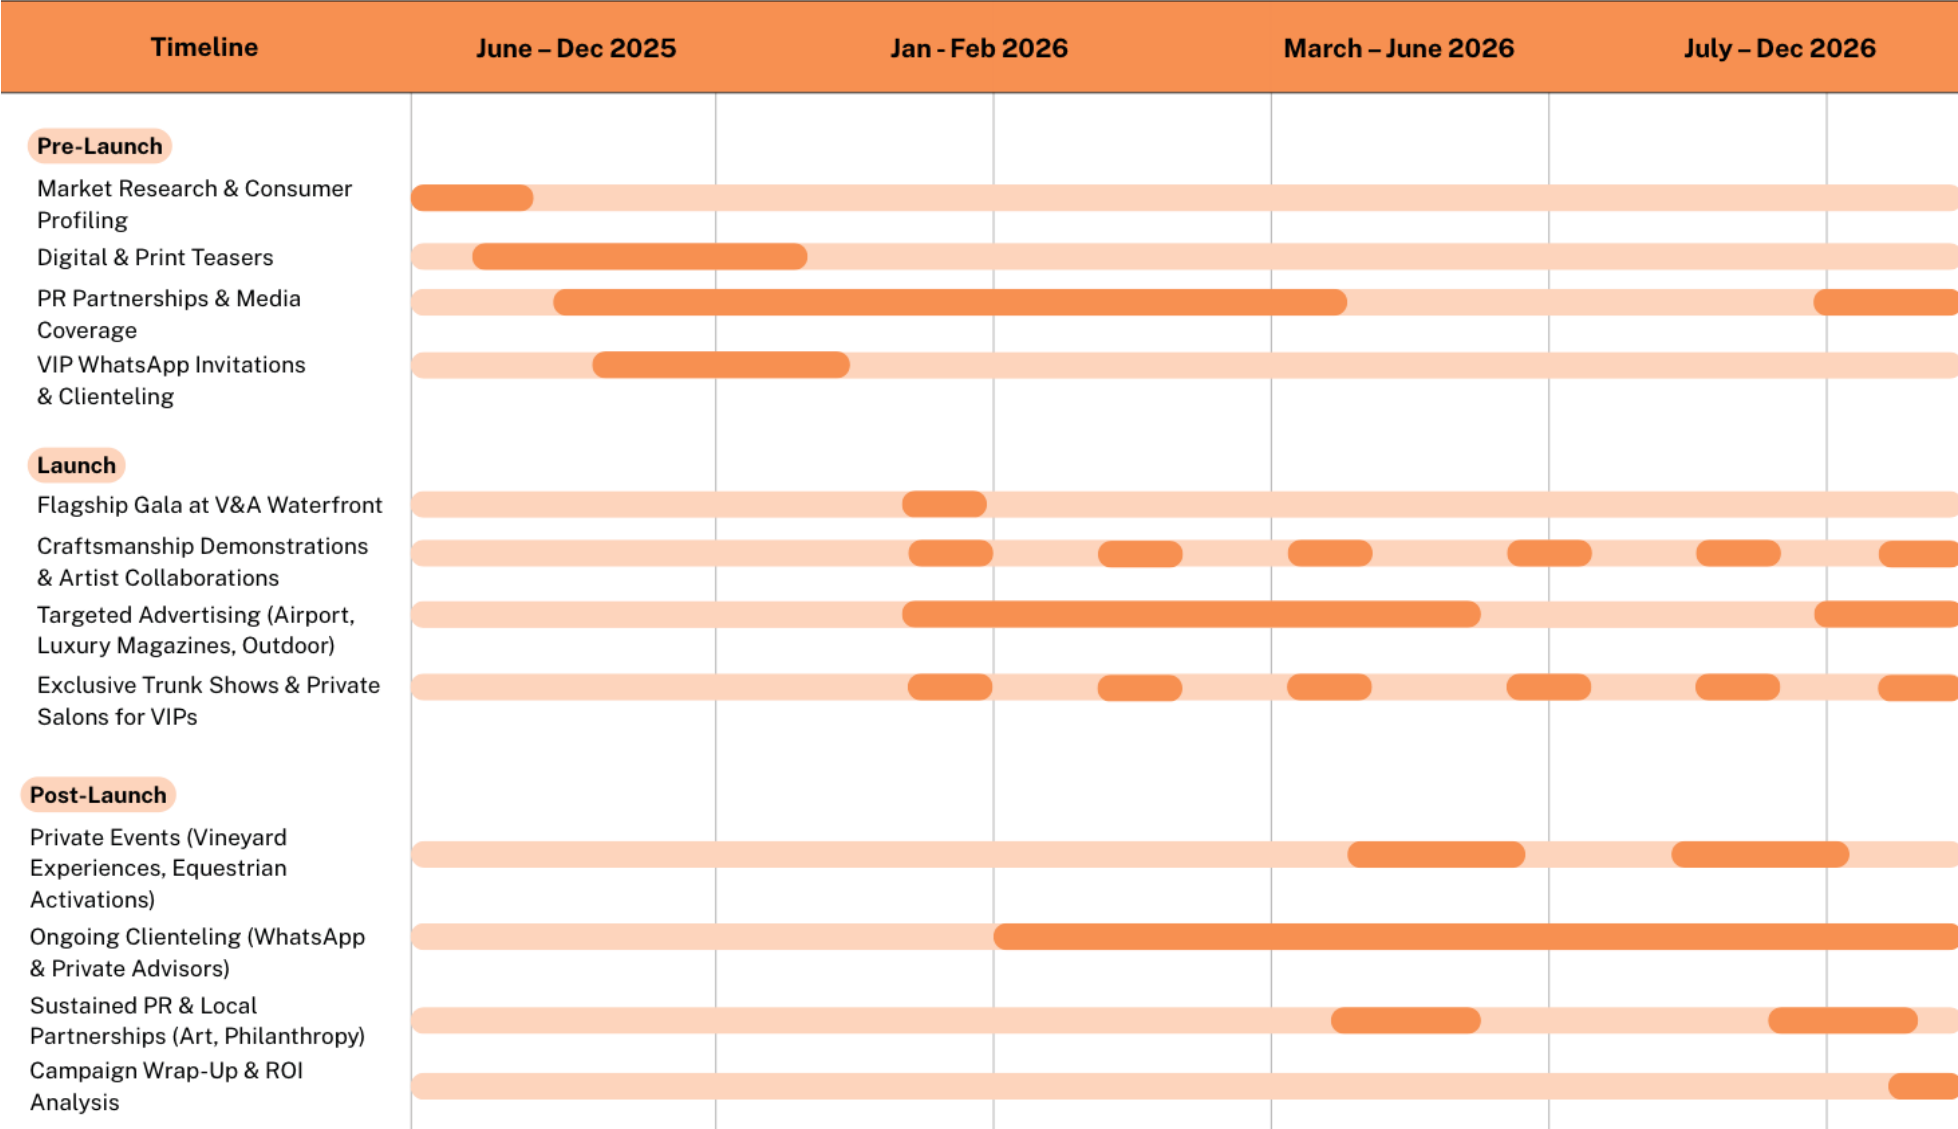 Timeline
June – Dec 2025
Jan - Feb 2026
March – June 2026
July – Dec 2026
Pre-Launch
Market Research & Consumer
Profiling
Digital & Print Teasers
PR Partnerships & Media
Coverage
VIP WhatsApp Invitations
& Clienteling
Launch
Flagship Gala at V&A Waterfront
Craftsmanship Demonstrations
& Artist Collaborations
Targeted Advertising (Airport,
Luxury Magazines, Outdoor)
Exclusive Trunk Shows & Private
Salons for VIPs
Post-Launch
Private Events (Vineyard
Experiences, Equestrian
Activations)
Ongoing Clienteling (WhatsApp
& Private Advisors)
Sustained PR & Local
Partnerships (Art, Philanthropy)
Campaign Wrap-Up & ROI
Analysis